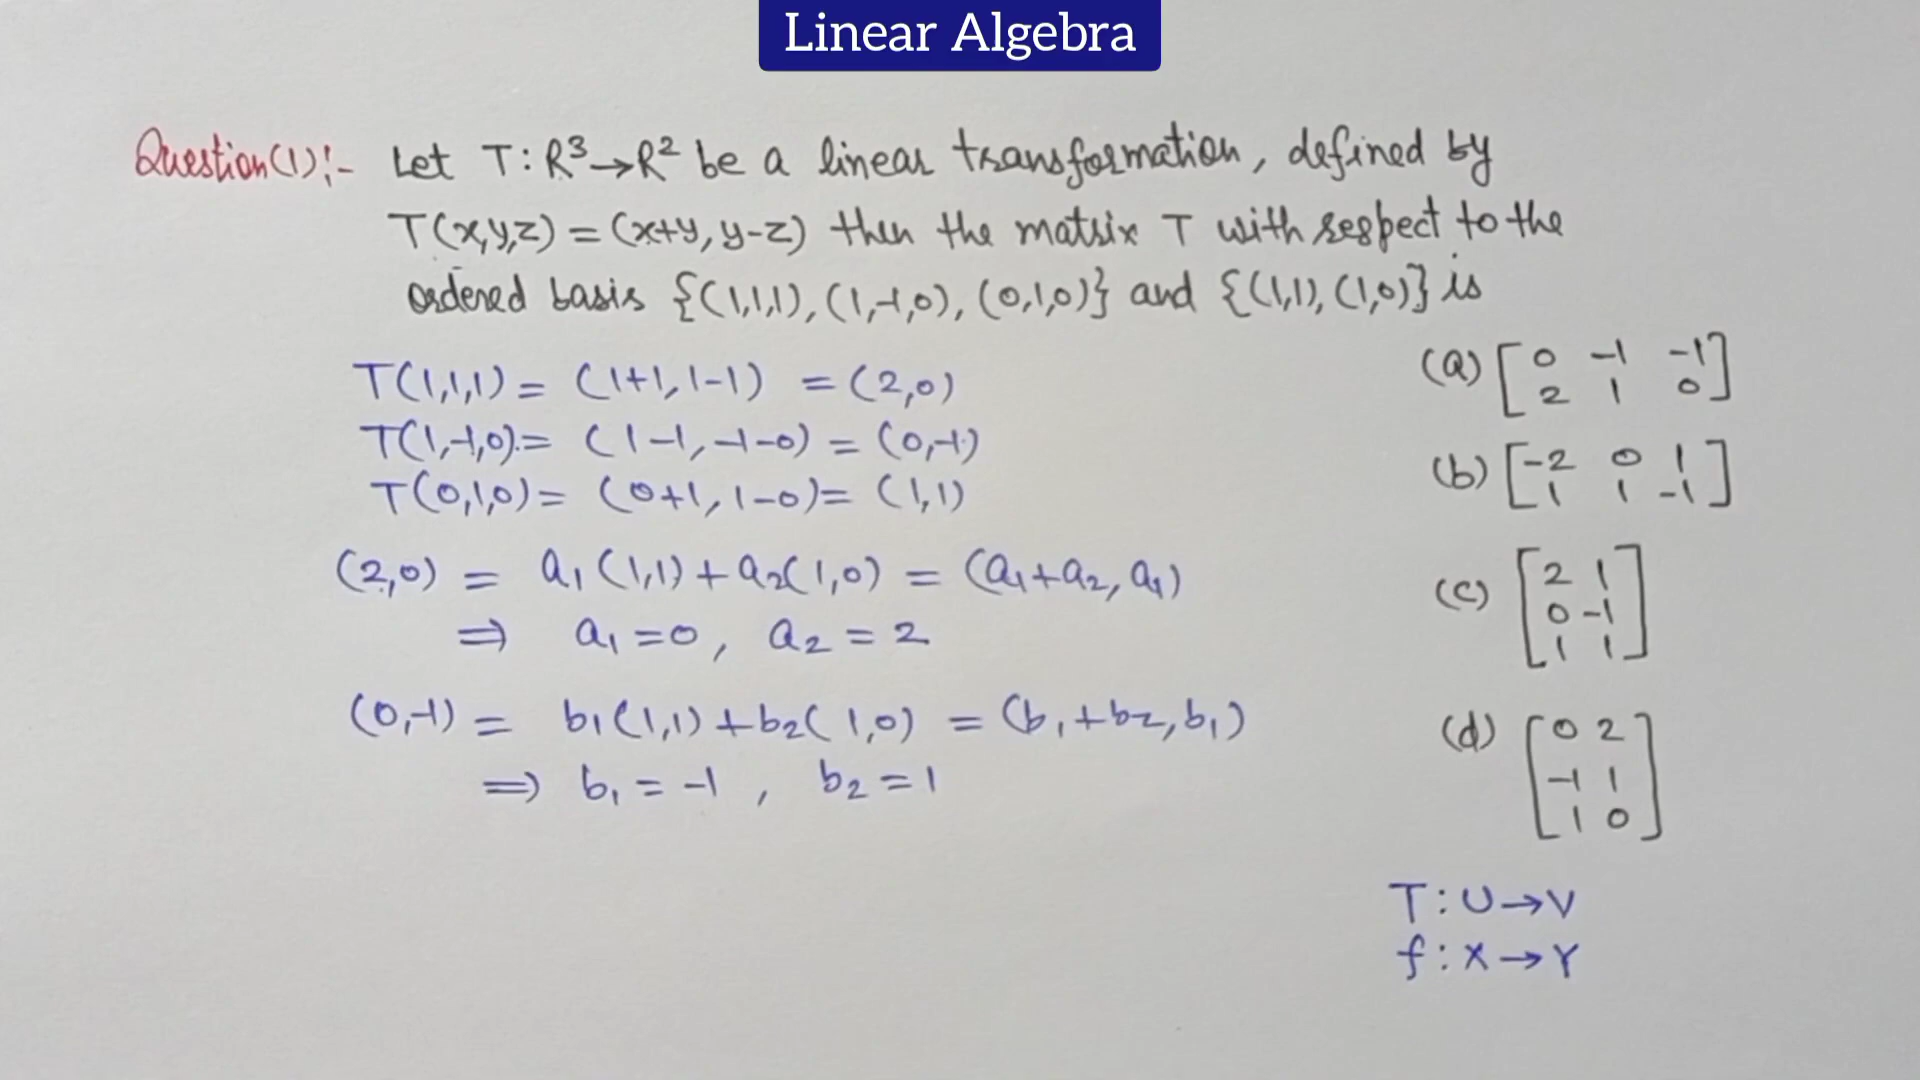 Linear Algebra
Question(1):- Let T: R³→R² be a linear transformation, defined by
T(x,y,z) = (x+y, y-z) then the matrix T with respect to the
ordered basis {(1,1,1), (1,-1,0), (0,1,0)} and {(1,1), (1,0)} is
T(1,1,1) = (1+1, 1-1) = (2,0)
T(1,-1,0) = (1-1, -1-0) = (0,-1)
T(0,1,0) = (0+1, 1-0) = (1,1)
(2,0) = a₁(1,1) + a₂(1,0) = (a₁+a₂, a₁)
⇒ a₁ = 0, a₂ = 2
(0,-1) = b₁(1,1) + b₂(1,0) = (b₁+b₂, b₁)
⇒ b₁ = -1, b₂ = 1
(a) [0 -1 -1]
[2 1 0]
(b) [-2 0 1]
[1 1 -1]
(c) [2 1]
[0 -1]
[1 1]
(d) [0 2]
[-1 1]
[1 0]
T: U→V
f: X→Y